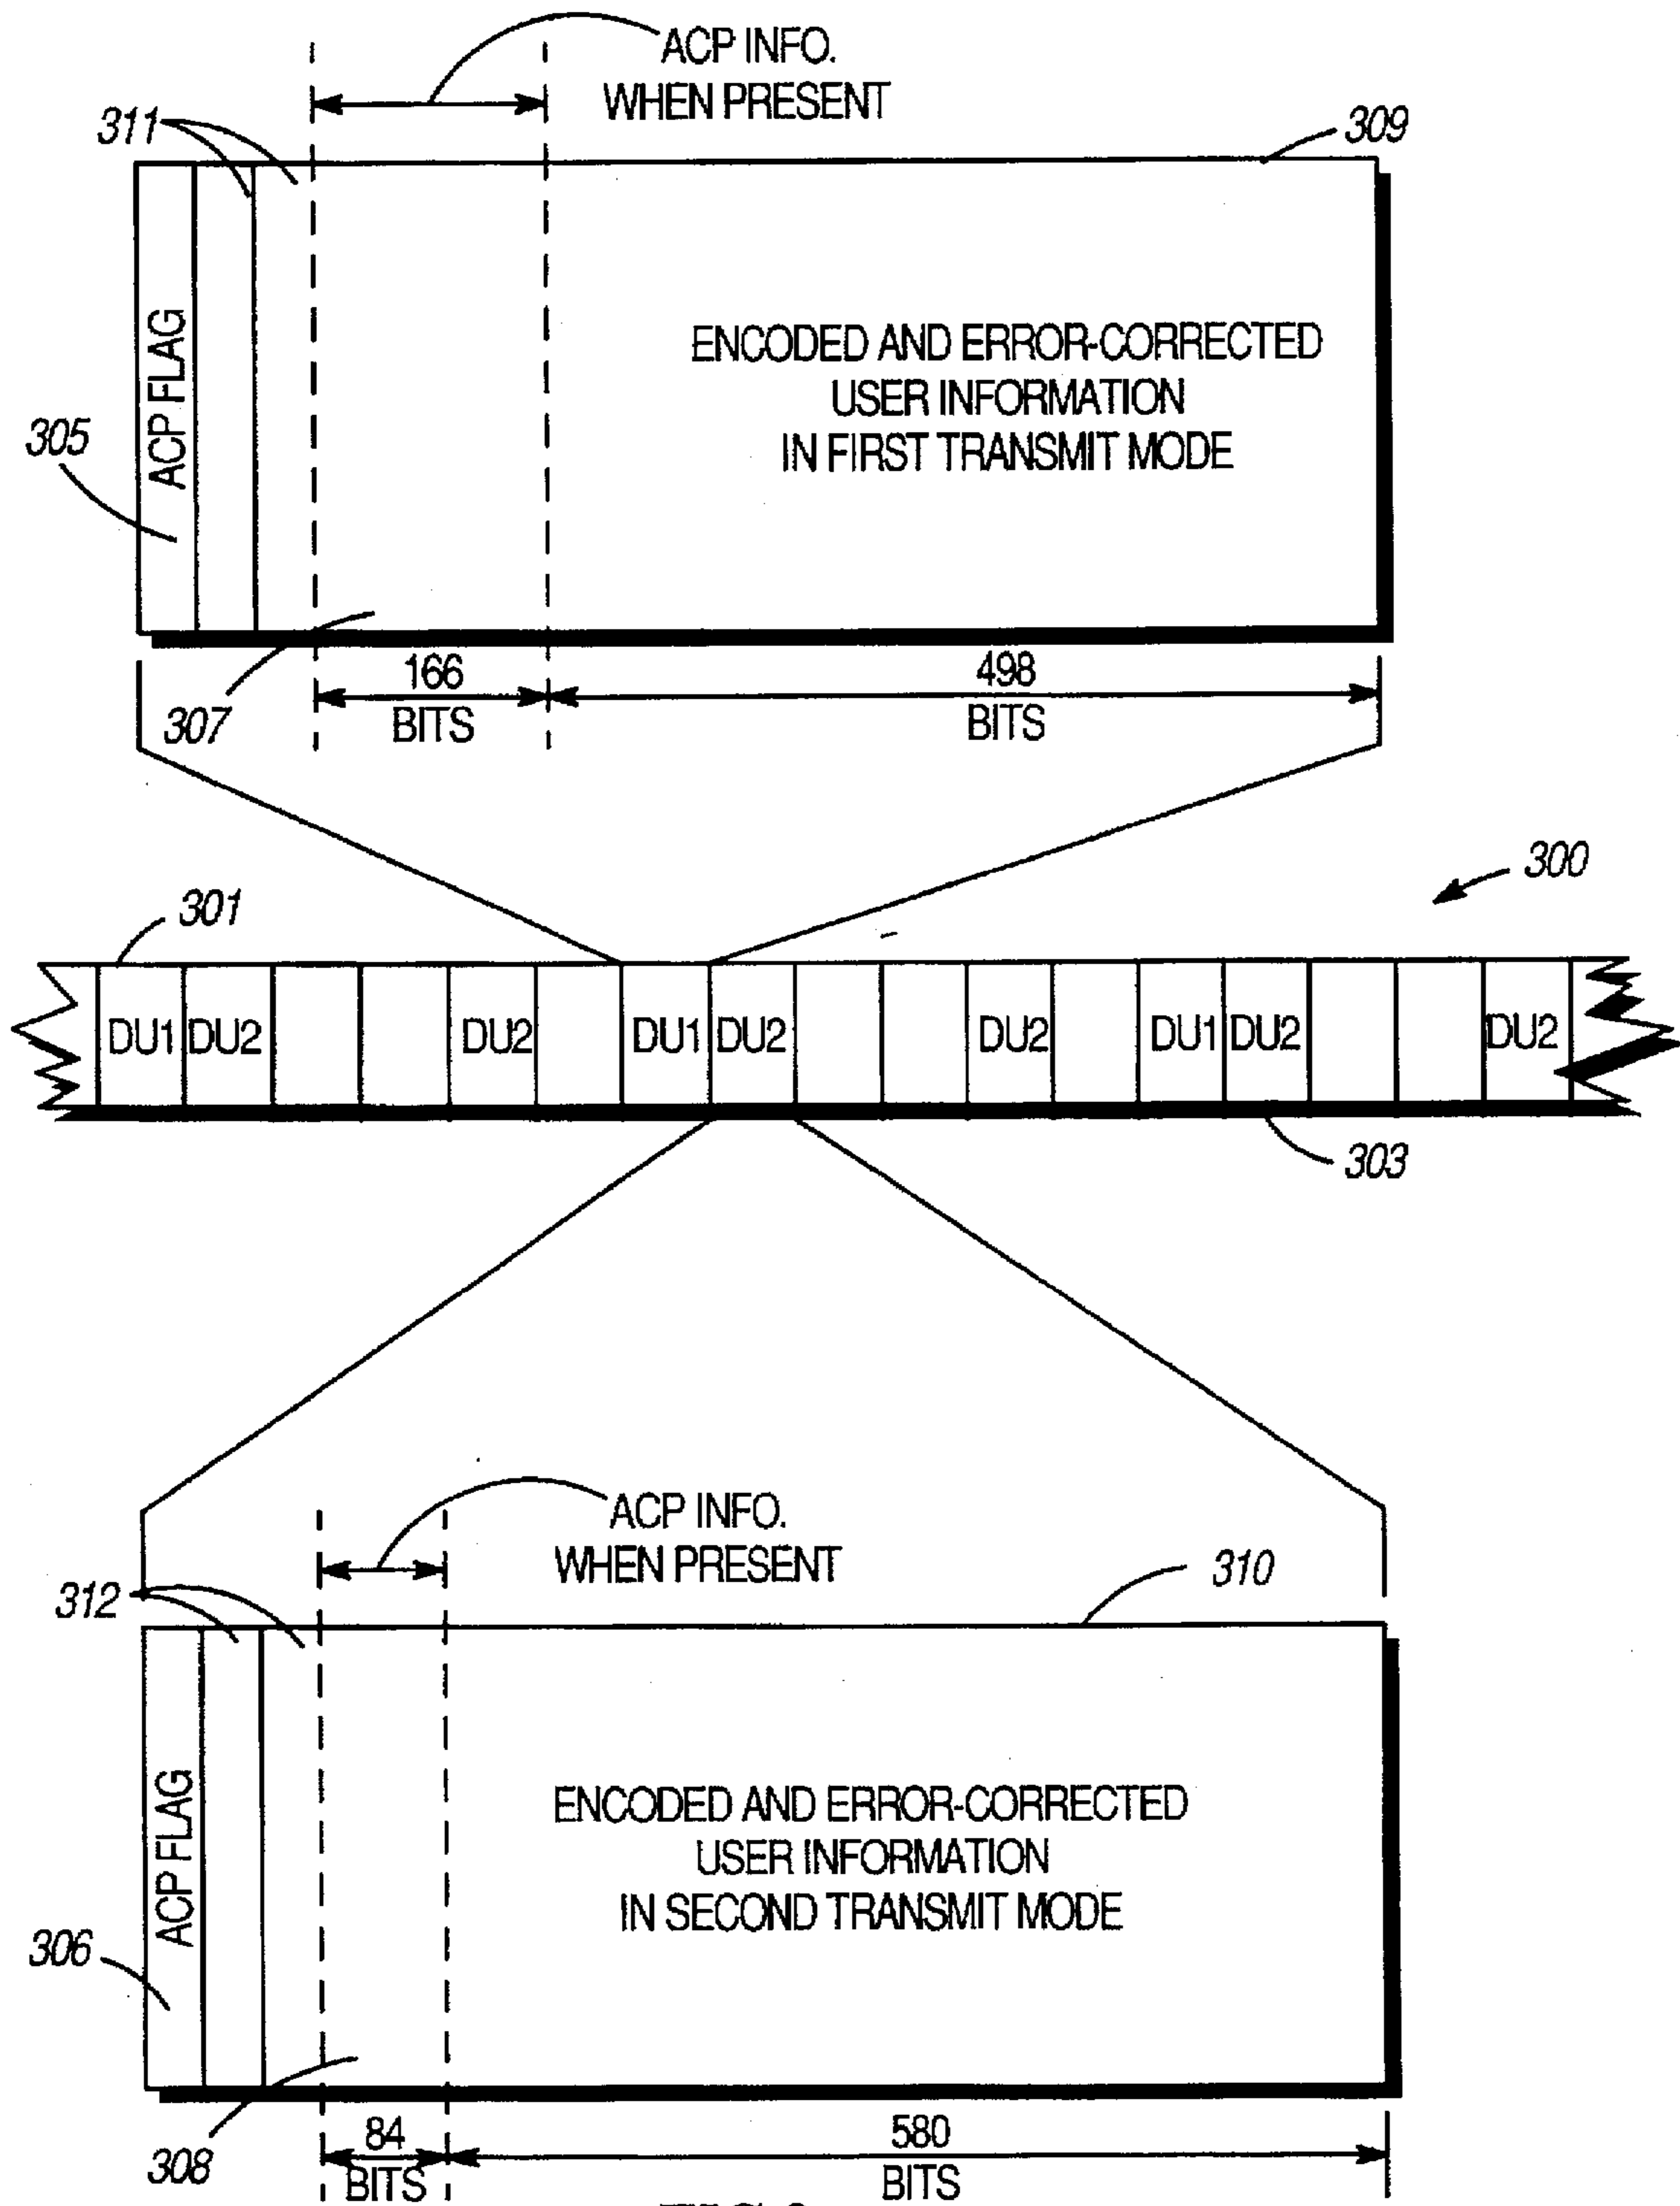 ACP INFO.
WHEN PRESENT
311
309
ACP FLAG
305
ENCODED AND ERROR-CORRECTED
USER INFORMATION
IN FIRST TRANSMIT MODE
307
166
BITS
498
BITS
300
301
DU1 DU2 DU2 DU1 DU2 DU2 DU1 DU2 DU2
303
ACP INFO.
WHEN PRESENT
312
310
ACP FLAG
306
ENCODED AND ERROR-CORRECTED
USER INFORMATION
IN SECOND TRANSMIT MODE
308
84
BITS
580
BITS